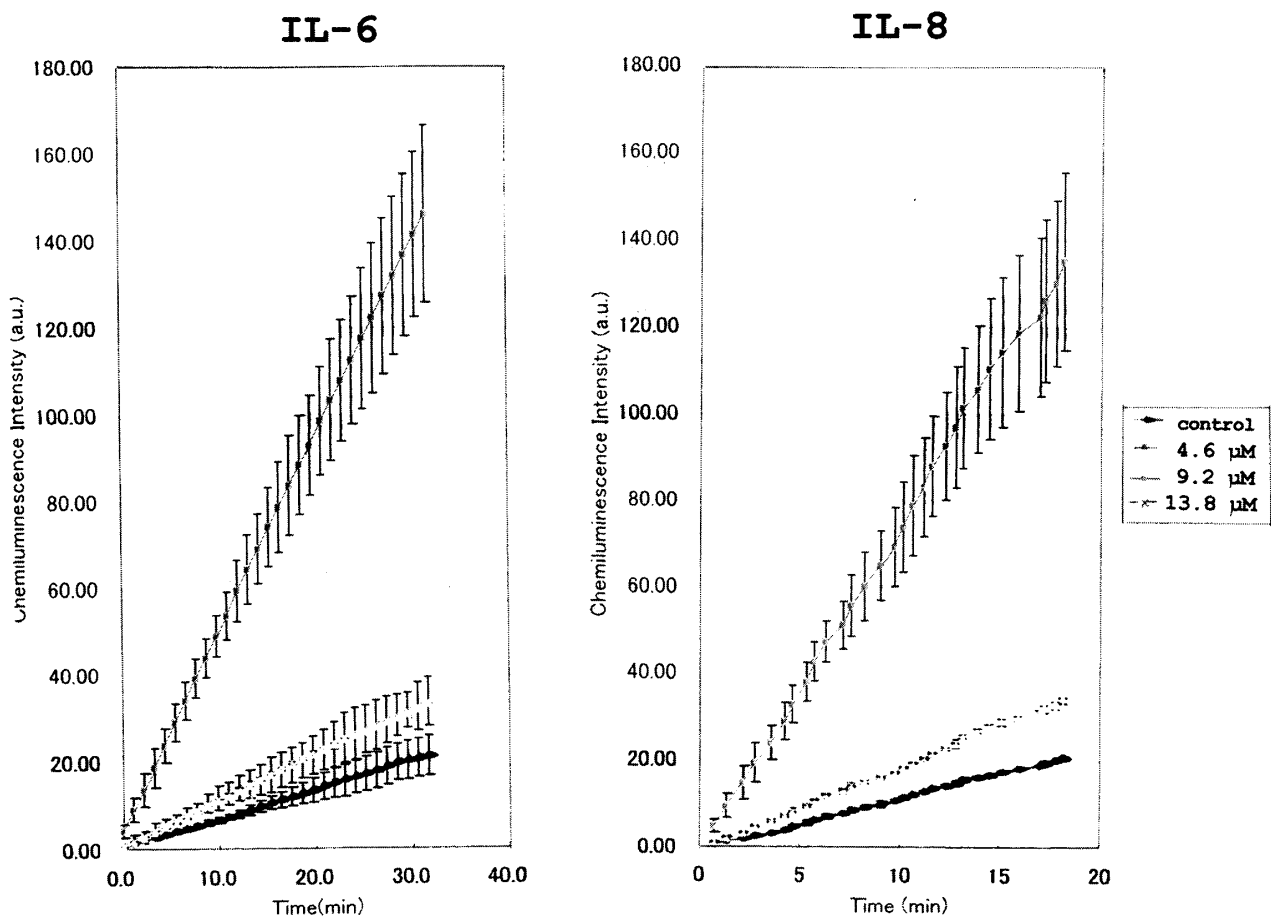 IL-6
180.00
160.00
140.00
120.00
100.00
80.00
60.00
40.00
20.00
0.00
0.0 10.0 20.0 30.0 40.0
Chemiluminescence Intensity (a.u.)
Time(min)
IL-8
180.00
160.00
140.00
120.00
100.00
80.00
60.00
40.00
20.00
0.00
0 5 10 15 20
Chemiluminescence Intensity (a.u.)
Time (min)
control
4.6 µM
9.2 µM
13.8 µM